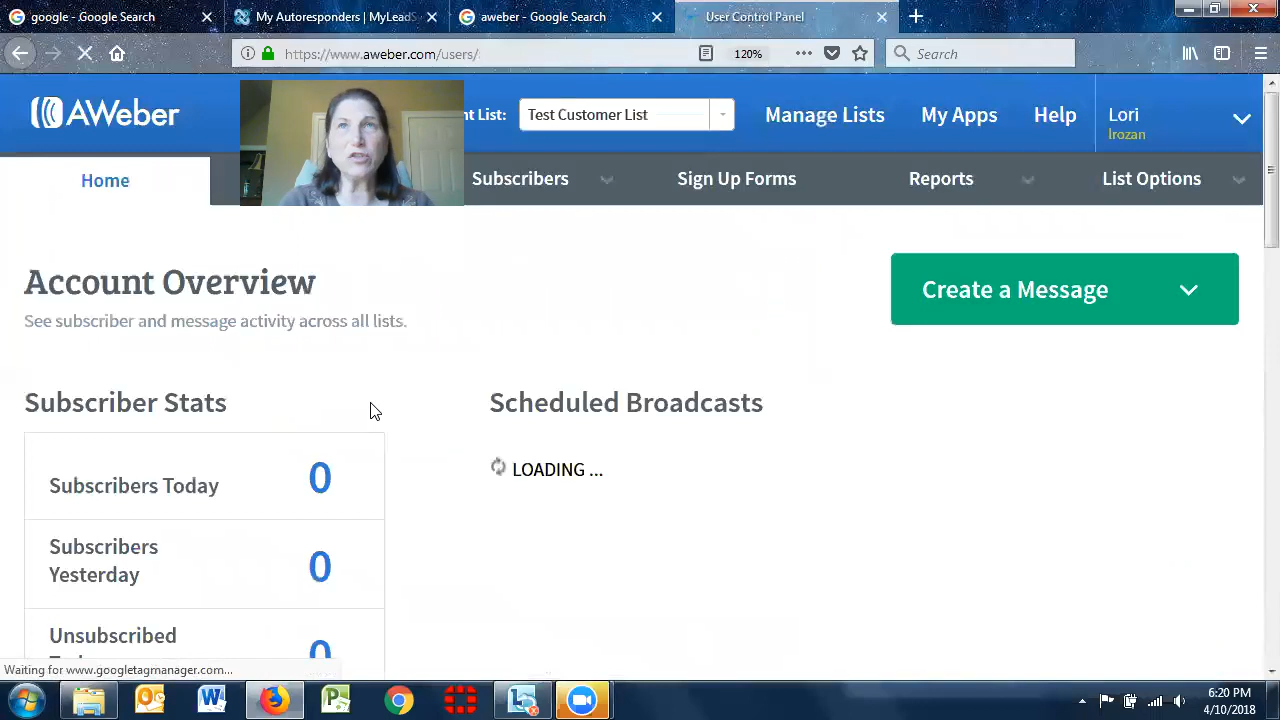 google - Google Search
My Autoresponders | MyLeadS
aweber - Google Search
User Control Panel
https://www.aweber.com/users/
120%
Search
AWeber
nt List:
Test Customer List
Manage Lists
My Apps
Help
Lori
lrozan
Home
Subscribers
Sign Up Forms
Reports
List Options
Account Overview
See subscriber and message activity across all lists.
Create a Message
Subscriber Stats
Scheduled Broadcasts
Subscribers Today
0
LOADING ...
Subscribers
Yesterday
0
Unsubscribed
0
Waiting for www.googletagmanager.com...
6:20 PM
4/10/2018